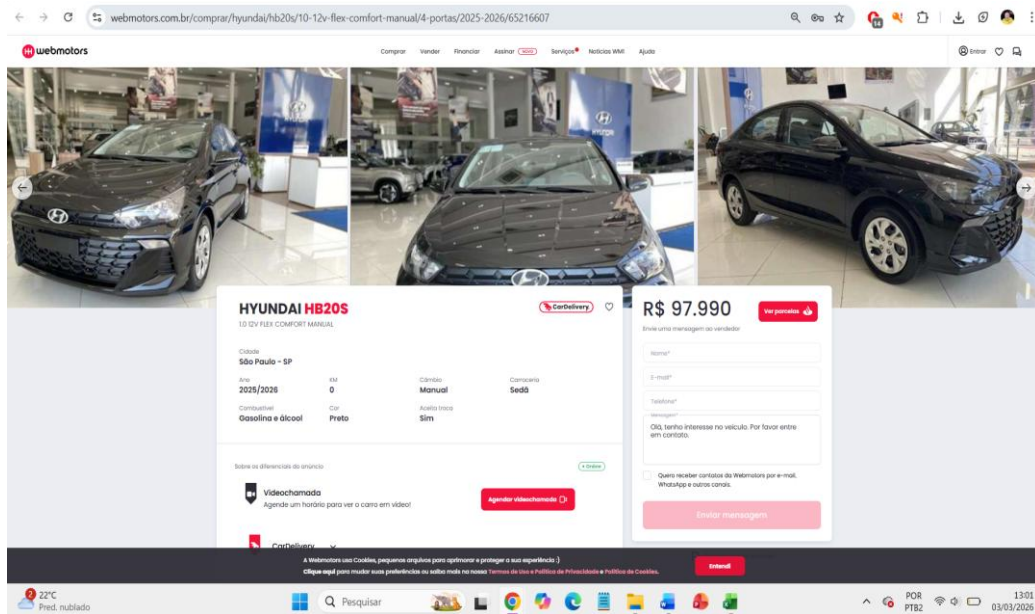 webmotors.com.br/comprar/hyundai/hb20s/10-12v-flex-comfort-manual/4-portas/2025-2026/65216607
webmotors
Comprar Vender Financiar Assinar NOVO Serviços Notícias WM1 Ajuda
Entrar
HYUNDAI
HYUNDAI HB20S
1.0 12V FLEX COMFORT MANUAL
CarDelivery
Cidade
São Paulo - SP
Ano KM Câmbio Carroceria
2025/2026 0 Manual Sedã
Combustível Cor Aceita troca
Gasolina e álcool Preto Sim
Sobre os diferenciais do anúncio
Online
Videochamada
Agende um horário para ver o carro em vídeo!
Agendar videochamada
CarDelivery
R$ 97.990
Ver parcelas
Envie uma mensagem ao vendedor
Nome*
E-mail*
Telefone*
Mensagem*
Olá, tenho interesse no veículo. Por favor entre
em contato.
Quero receber contatos da Webmotors por e-mail,
WhatsApp e outros canais.
Enviar mensagem
A Webmotors usa Cookies, pequenos arquivos para aprimorar e proteger a sua experiência :)
Clique aqui para mudar suas preferências ou saiba mais na nossa Termos de Uso e Política de Privacidade e Política de Cookies.
Entendi
2
22°C
Pred. nublado
Pesquisar
POR
PTB2
13:03
03/03/2026